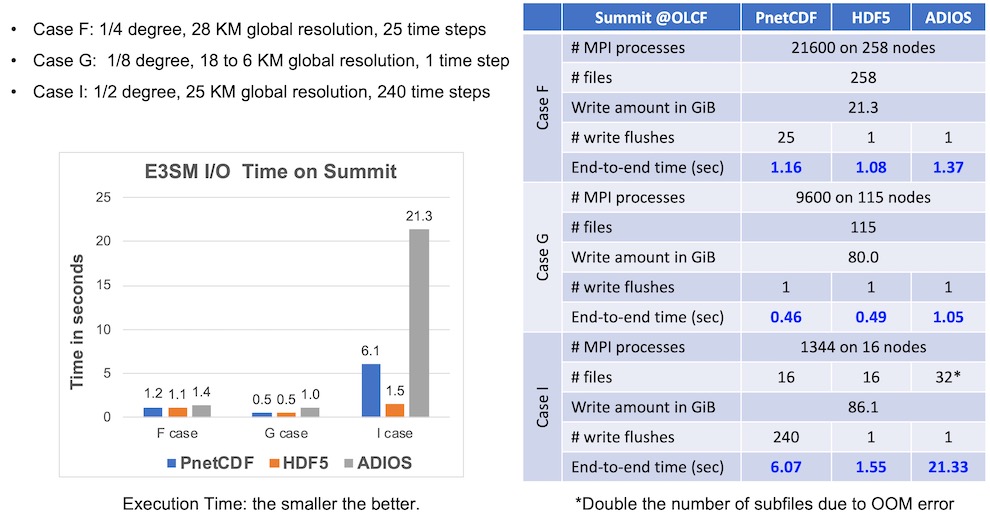 • Case F: 1/4 degree, 28 KM global resolution, 25 time steps
• Case G: 1/8 degree, 18 to 6 KM global resolution, 1 time step
• Case I: 1/2 degree, 25 KM global resolution, 240 time steps
E3SM I/O Time on Summit
Time in seconds
25
20
15
10
5
0
1.2 1.1 1.4
0.5 0.5 1.0
6.1 1.5 21.3
F case G case I case
PnetCDF HDF5 ADIOS
Execution Time: the smaller the better.
Summit @OLCF PnetCDF HDF5 ADIOS
Case F
# MPI processes 21600 on 258 nodes
# files 258
Write amount in GiB 21.3
# write flushes 25 1 1
End-to-end time (sec) 1.16 1.08 1.37
Case G
# MPI processes 9600 on 115 nodes
# files 115
Write amount in GiB 80.0
# write flushes 1 1 1
End-to-end time (sec) 0.46 0.49 1.05
Case I
# MPI processes 1344 on 16 nodes
# files 16 16 32*
Write amount in GiB 86.1
# write flushes 240 1 1
End-to-end time (sec) 6.07 1.55 21.33
*Double the number of subfiles due to OOM error